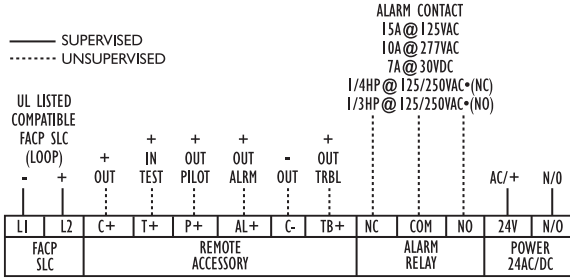 ALARM CONTACT
15A@125VAC
10A@277VAC
7A@30VDC
1/4HP@125/250VAC•(NC)
1/3HP@125/250VAC•(NO)
SUPERVISED
UNSUPERVISED
UL LISTED
COMPATIBLE
FACP SLC
(LOOP)
- +
+
OUT
+
IN
TEST
+
OUT
PILOT
+
OUT
ALRM
-
OUT
+
OUT
TRBL
AC/+ N/O
L1 L2 C+ T+ P+ AL+ C- TB+ NC COM NO 24V N/O
FACP
SLC
REMOTE
ACCESSORY
ALARM
RELAY
POWER
24AC/DC